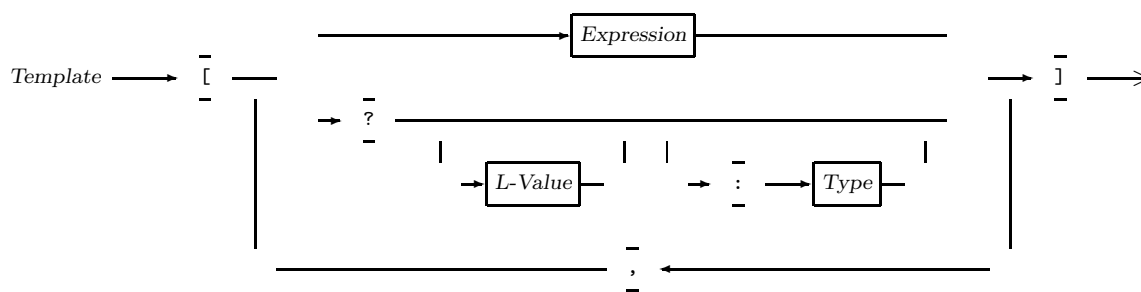 Expression
Template [ ]
?
L-Value : Type
,